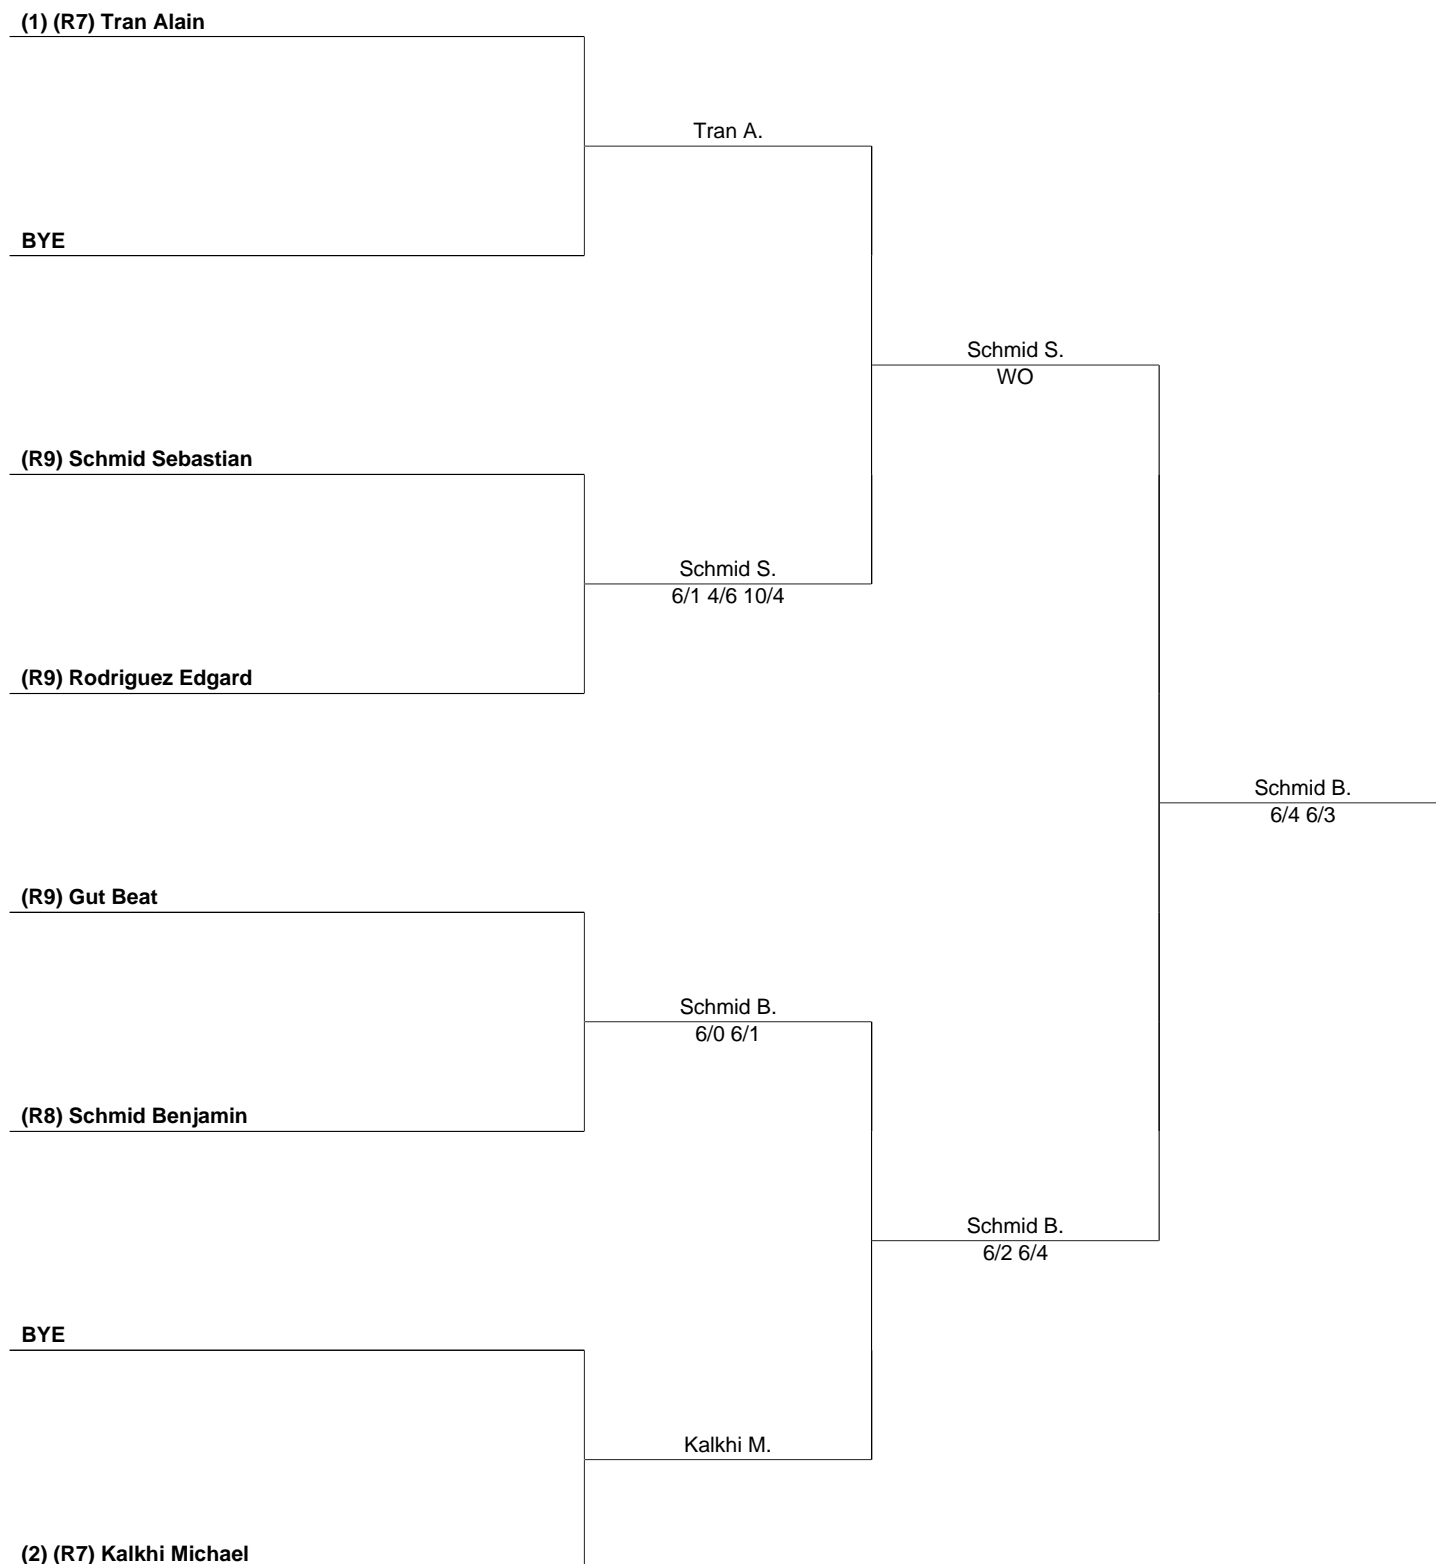 (1) (R7) Tran Alain
Tran A.
BYE
Schmid S.
WO
(R9) Schmid Sebastian
Schmid S.
6/1 4/6 10/4
(R9) Rodriguez Edgard
Schmid B.
6/4 6/3
(R9) Gut Beat
Schmid B.
6/0 6/1
(R8) Schmid Benjamin
Schmid B.
6/2 6/4
BYE
Kalkhi M.
(2) (R7) Kalkhi Michael